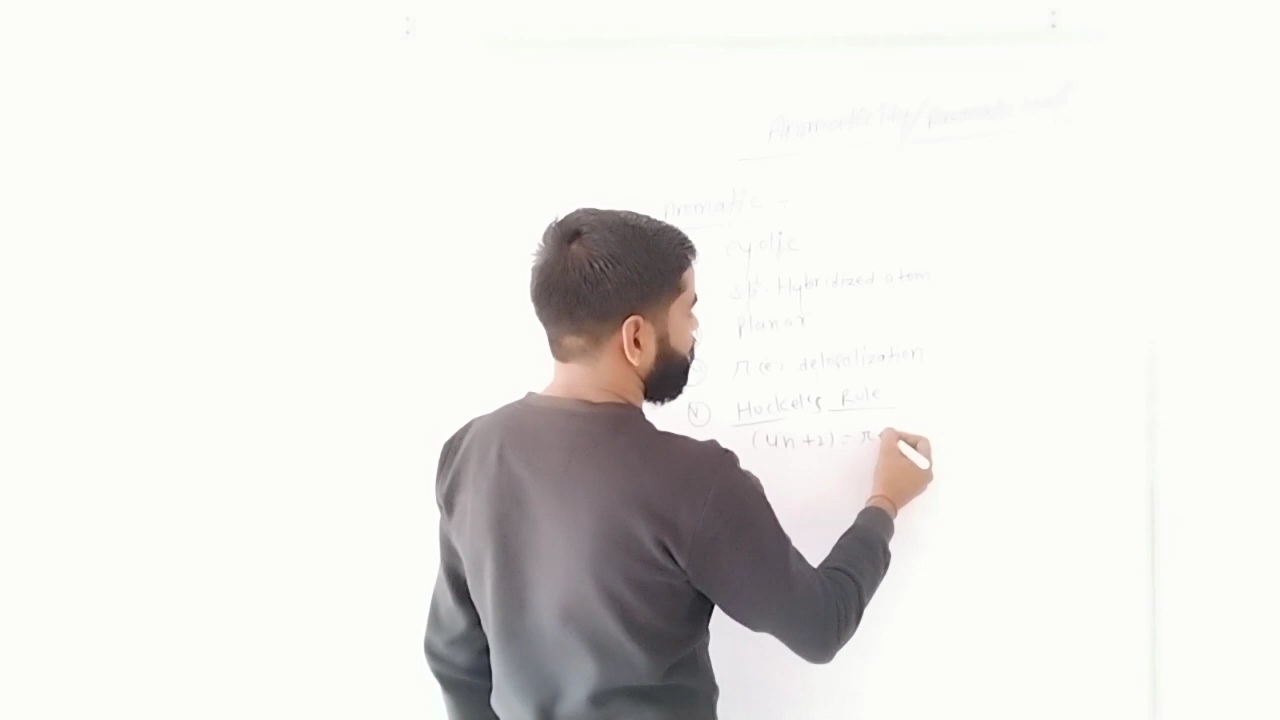 Aromaticity/
Aromatic -
cyclic
sp² Hybridized atom
Planar
π(e⁻) delocalization
(v) Huckel's Rule
(4n+2) = π